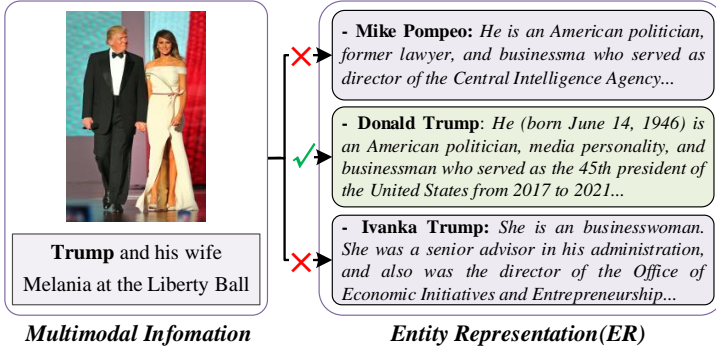 Trump and his wife
Melania at the Liberty Ball
Multimodal Infomation
- Mike Pompeo: He is an American politician,
former lawyer, and businessma who served as
director of the Central Intelligence Agency...
- Donald Trump: He (born June 14, 1946) is
an American politician, media personality, and
businessman who served as the 45th president of
the United States from 2017 to 2021...
- Ivanka Trump: She is an businesswoman.
She was a senior advisor in his administration,
and also was the director of the Office of
Economic Initiatives and Entrepreneurship...
Entity Representation(ER)